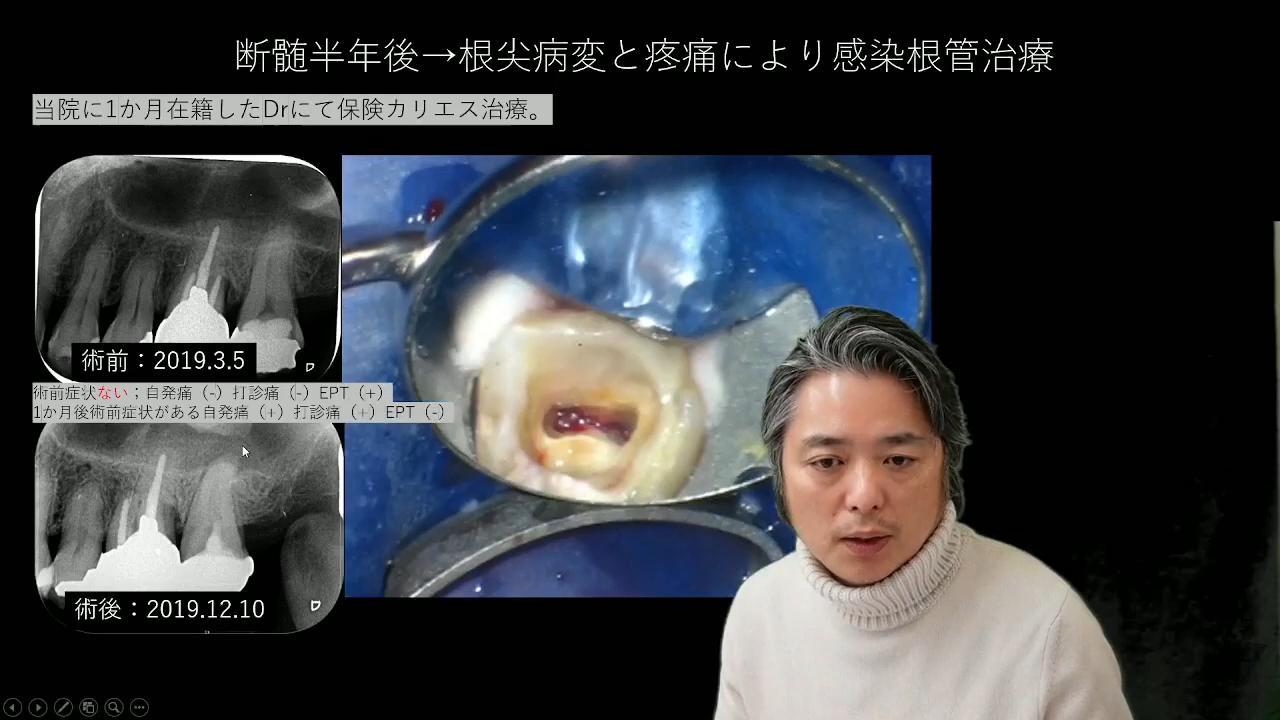 断髄半年後→根尖病変と疼痛により感染根管治療
当院に1か月在籍したDrにて保険カリエス治療。
術前：2019.3.5
術前症状ない；自発痛（-）打診痛（-）EPT（+）
1か月後術前症状がある自発痛（+）打診痛（+）EPT（-）
術後：2019.12.10